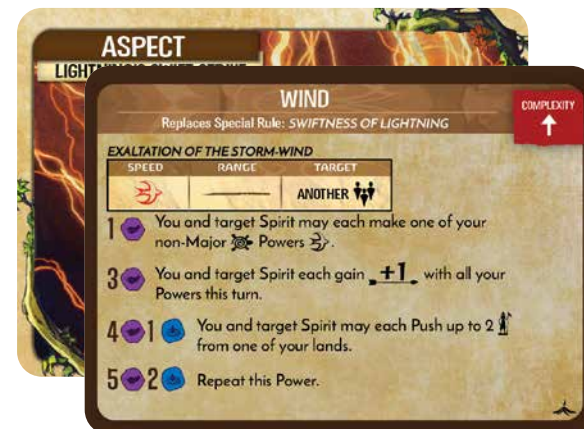 ASPECT
LIGHTNING'S SWIFT STRIKE
WIND
COMPLEXITY
Replaces Special Rule: SWIFTNESS OF LIGHTNING
EXALTATION OF THE STORM-WIND
SPEED RANGE TARGET
ANOTHER
1 You and target Spirit may each make one of your
non-Major Powers .
3 You and target Spirit each gain +1 with all your
Powers this turn.
4 1 You and target Spirit may each Push up to 2
from one of your lands.
5 2 Repeat this Power.